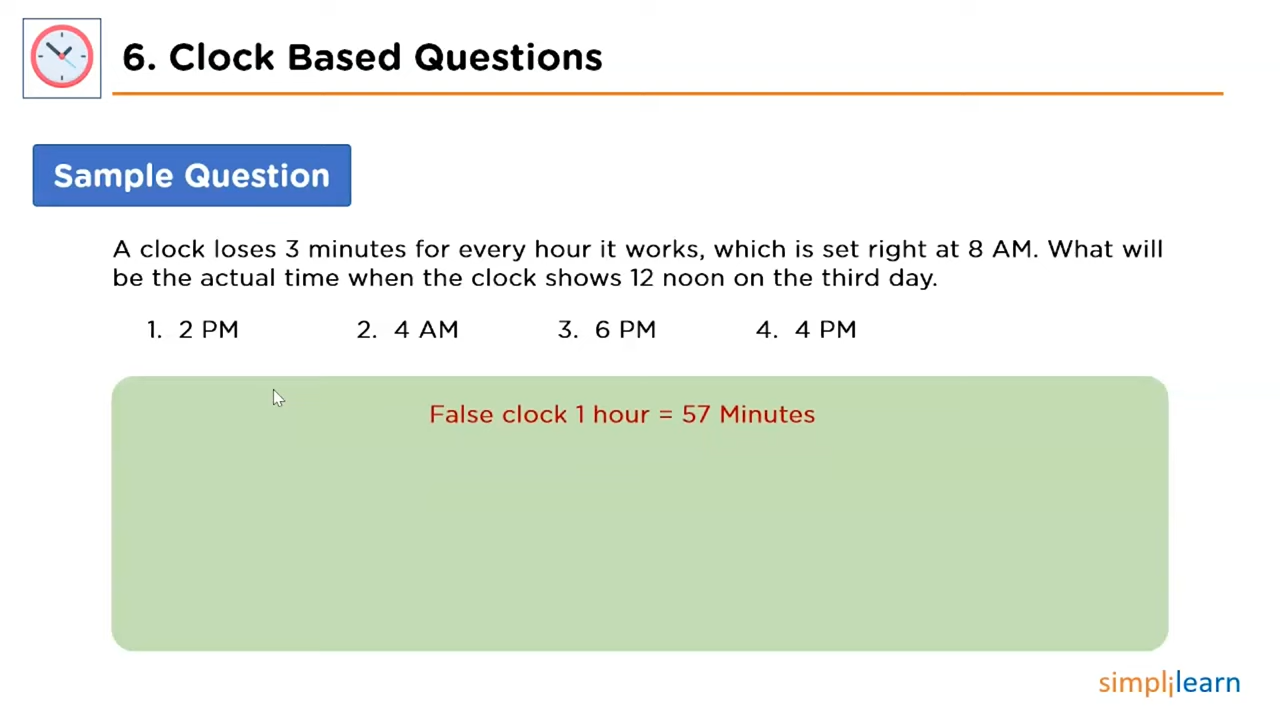 6. Clock Based Questions
Sample Question
A clock loses 3 minutes for every hour it works, which is set right at 8 AM. What will
be the actual time when the clock shows 12 noon on the third day.
1. 2 PM 2. 4 AM 3. 6 PM 4. 4 PM
False clock 1 hour = 57 Minutes
simplilearn